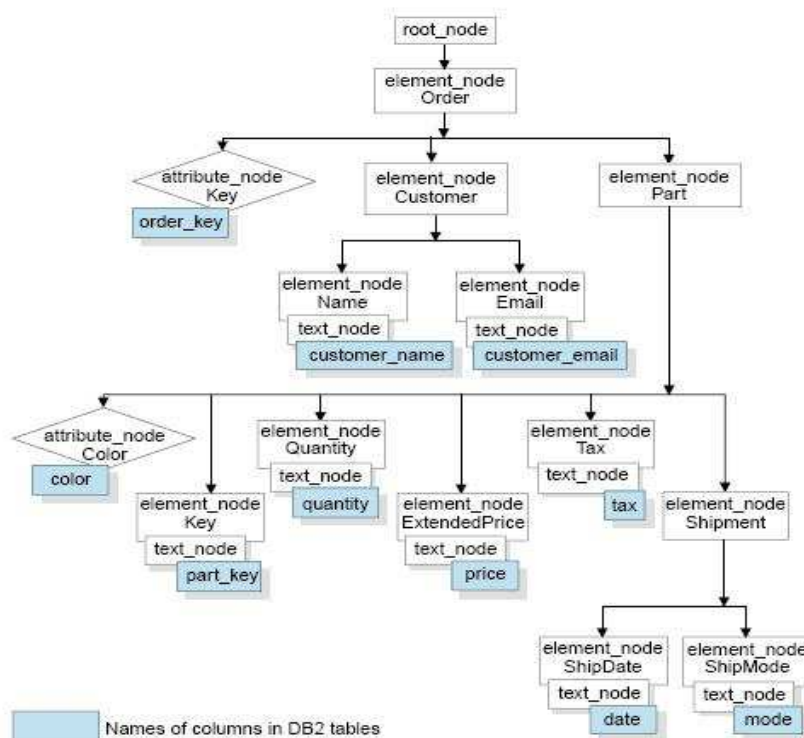 root_node
element_node
Order
attribute_node
Key
order_key
element_node
Customer
element_node
Part
element_node
Name
text_node
customer_name
element_node
Email
text_node
customer_email
attribute_node
Color
color
element_node
Key
text_node
part_key
element_node
Quantity
text_node
quantity
element_node
ExtendedPrice
text_node
price
element_node
Tax
text_node
tax
element_node
Shipment
element_node
ShipDate
text_node
date
element_node
ShipMode
text_node
mode
Names of columns in DB2 tables